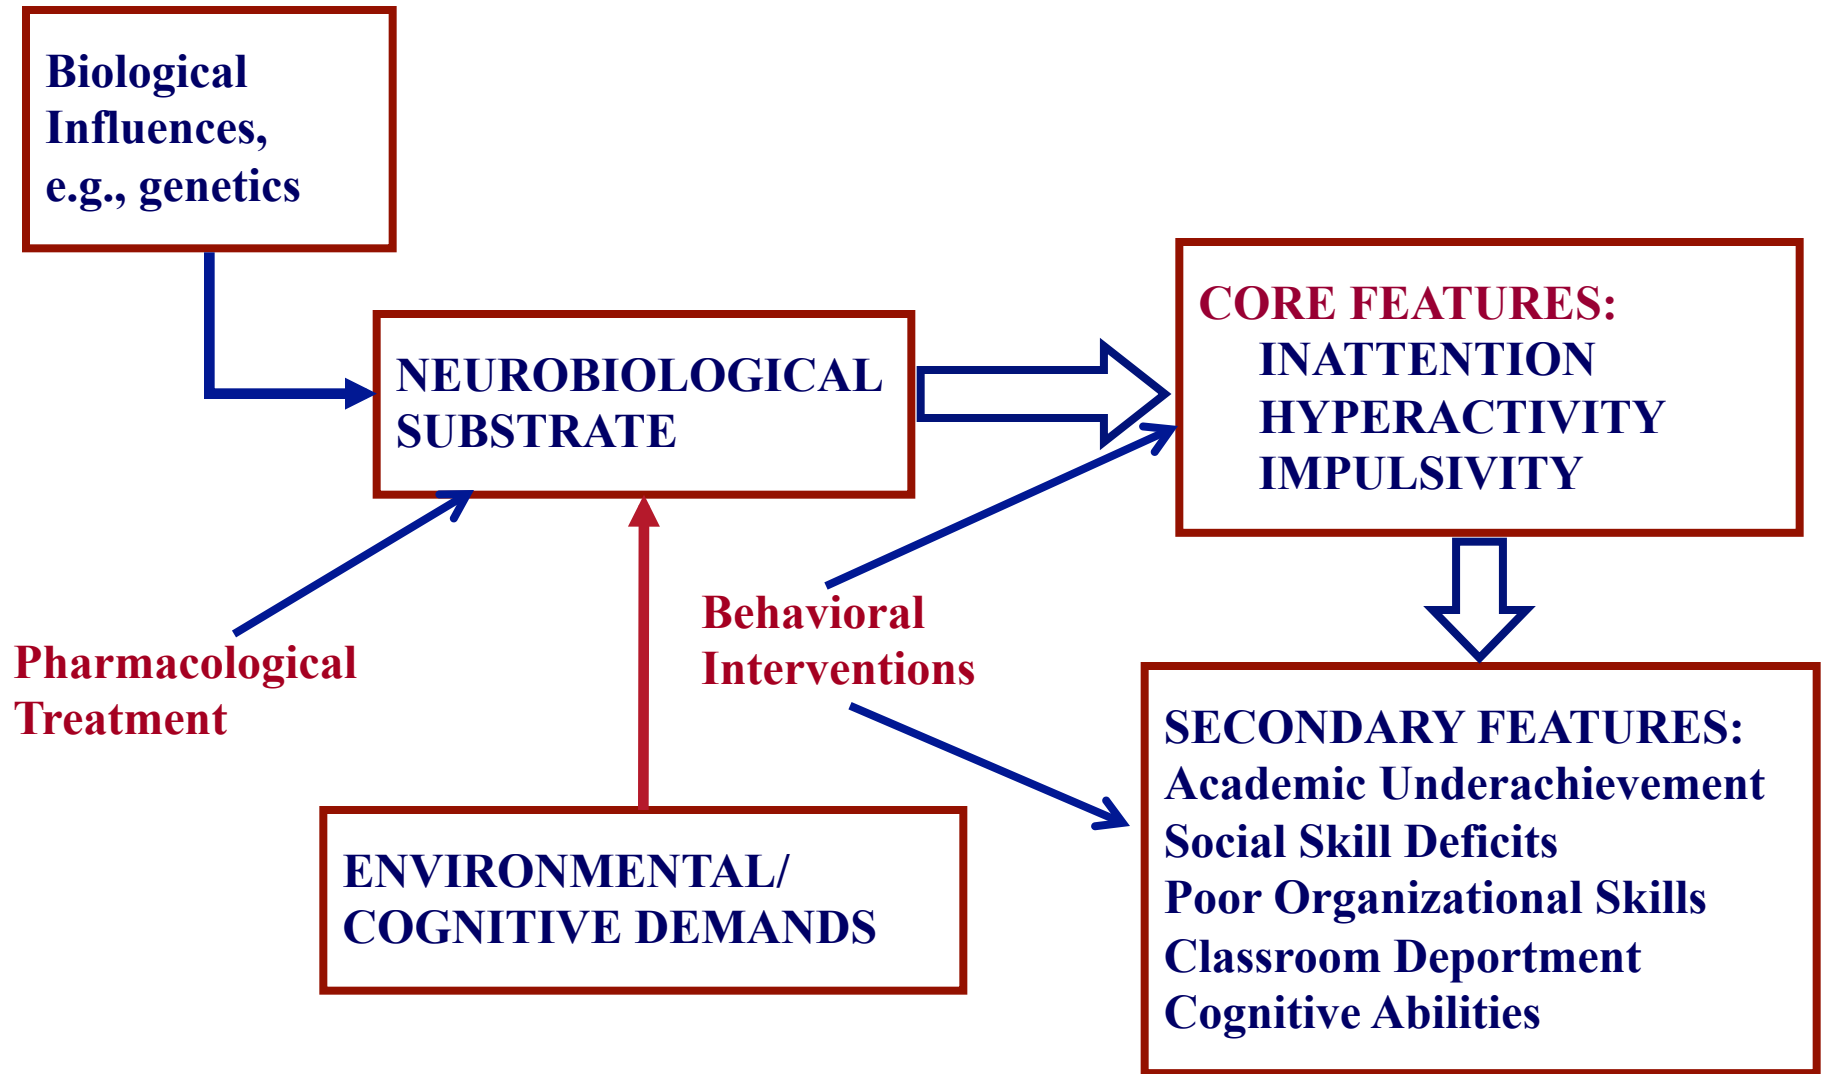 Biological
Influences,
e.g., genetics
NEUROBIOLOGICAL
SUBSTRATE
CORE FEATURES:
INATTENTION
HYPERACTIVITY
IMPULSIVITY
Pharmacological
Treatment
Behavioral
Interventions
ENVIRONMENTAL/
COGNITIVE DEMANDS
SECONDARY FEATURES:
Academic Underachievement
Social Skill Deficits
Poor Organizational Skills
Classroom Deportment
Cognitive Abilities